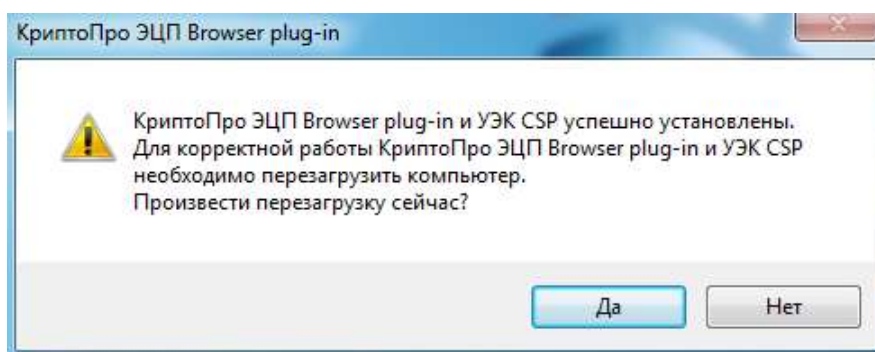 КриптоПро ЭЦП Browser plug-in
КриптоПро ЭЦП Browser plug-in и УЭК CSP успешно установлены.
Для корректной работы КриптоПро ЭЦП Browser plug-in и УЭК CSP
необходимо перезагрузить компьютер.
Произвести перезагрузку сейчас?
Да
Нет